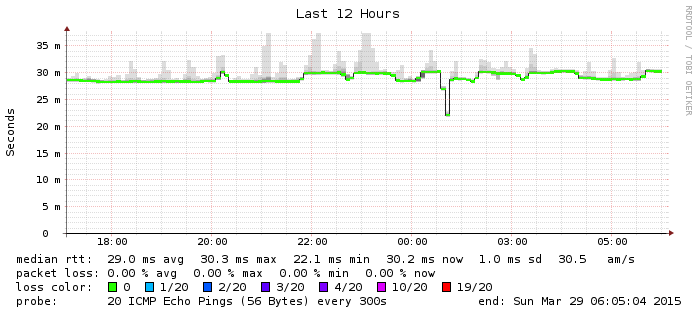 Last 12 Hours
RRDTOOL / TOBI OETIKER
Seconds
35 m
30 m
25 m
20 m
15 m
10 m
5 m
0
18:00 20:00 22:00 00:00 03:00 05:00
median rtt: 29.0 ms avg 30.3 ms max 22.1 ms min 30.2 ms now 1.0 ms sd 30.5 am/s
packet loss: 0.00 % avg 0.00 % max 0.00 % min 0.00 % now
loss color: 0 1/20 2/20 3/20 4/20 10/20 19/20
probe: 20 ICMP Echo Pings (56 Bytes) every 300s end: Sun Mar 29 06:05:04 2015